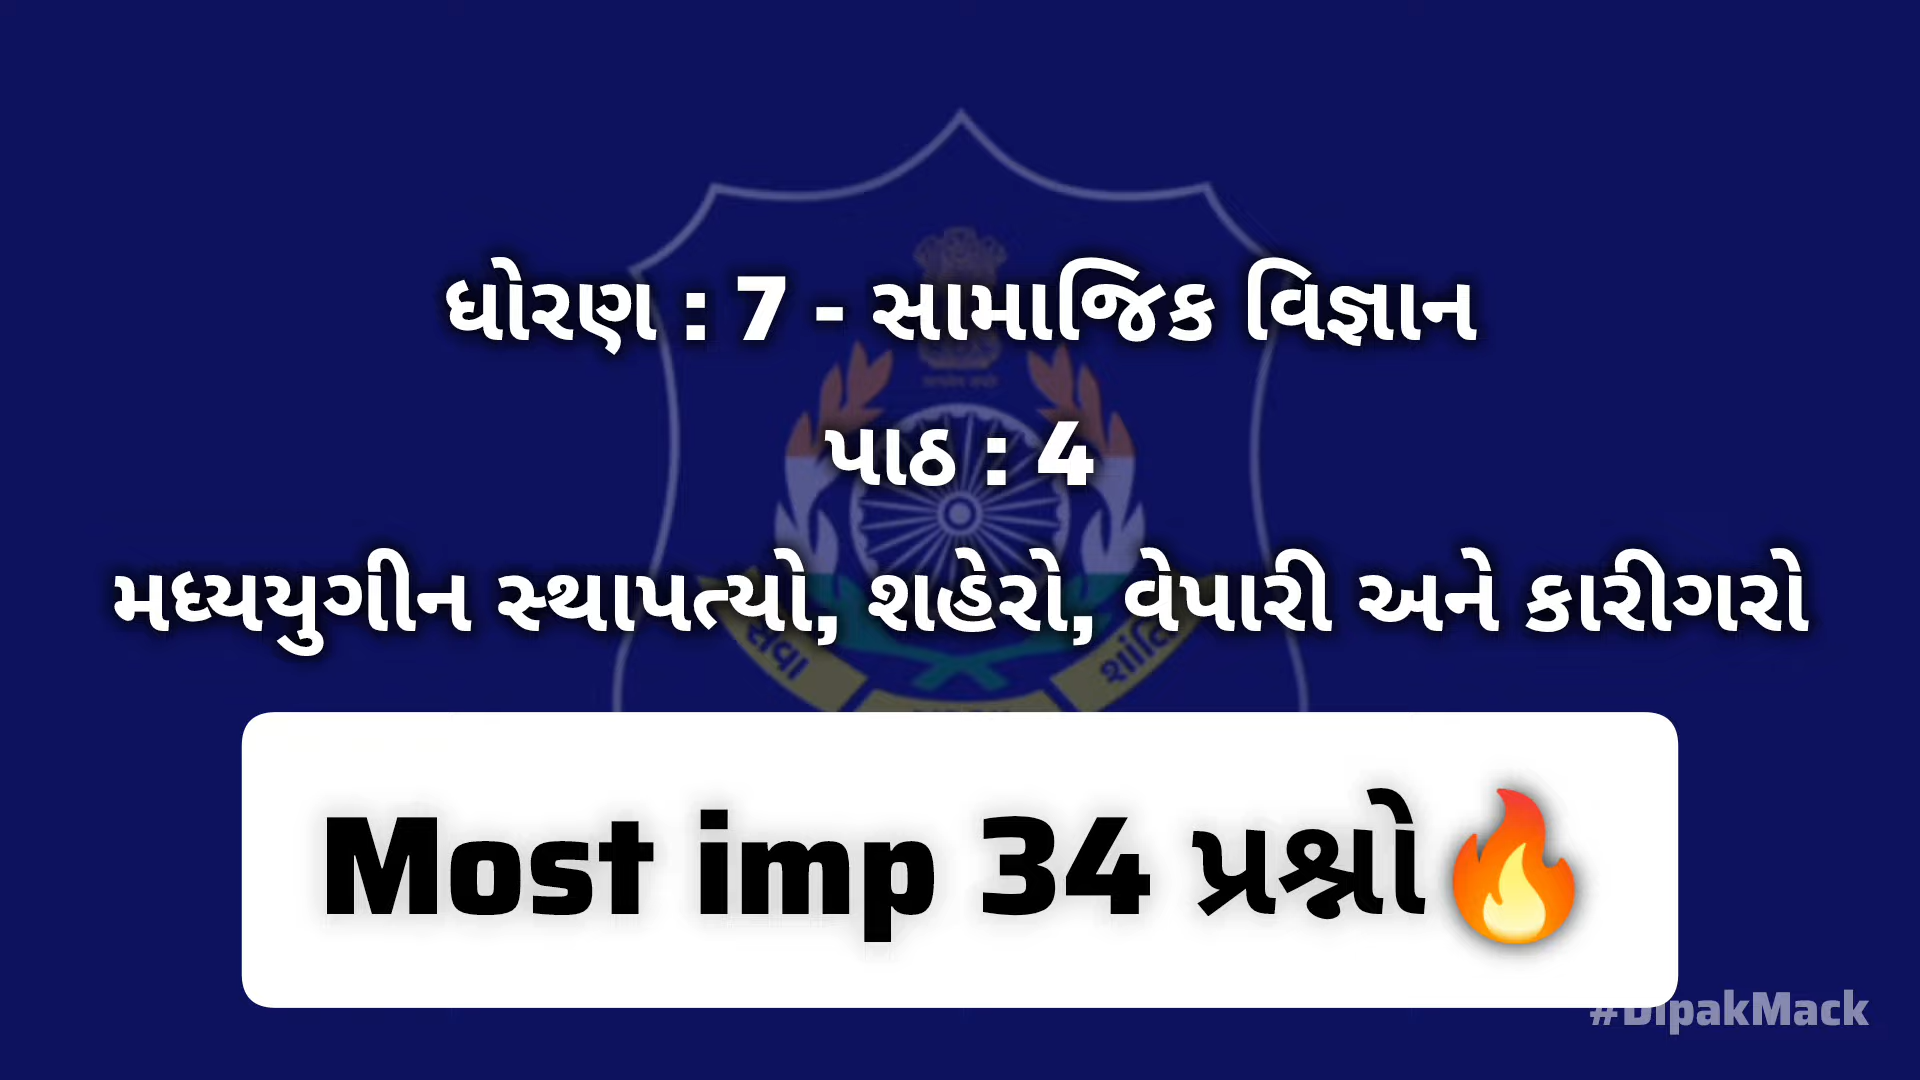 ધોરણ : 7 - સામાજિક વિજ્ઞાન
પાઠ : 4
મધ્યયુગીન સ્થાપત્યો, શહેરો, વેપારી અને કારીગરો
સેવા
શાંતિ
Most imp 34 પ્રશ્નો🔥
#DipakMack